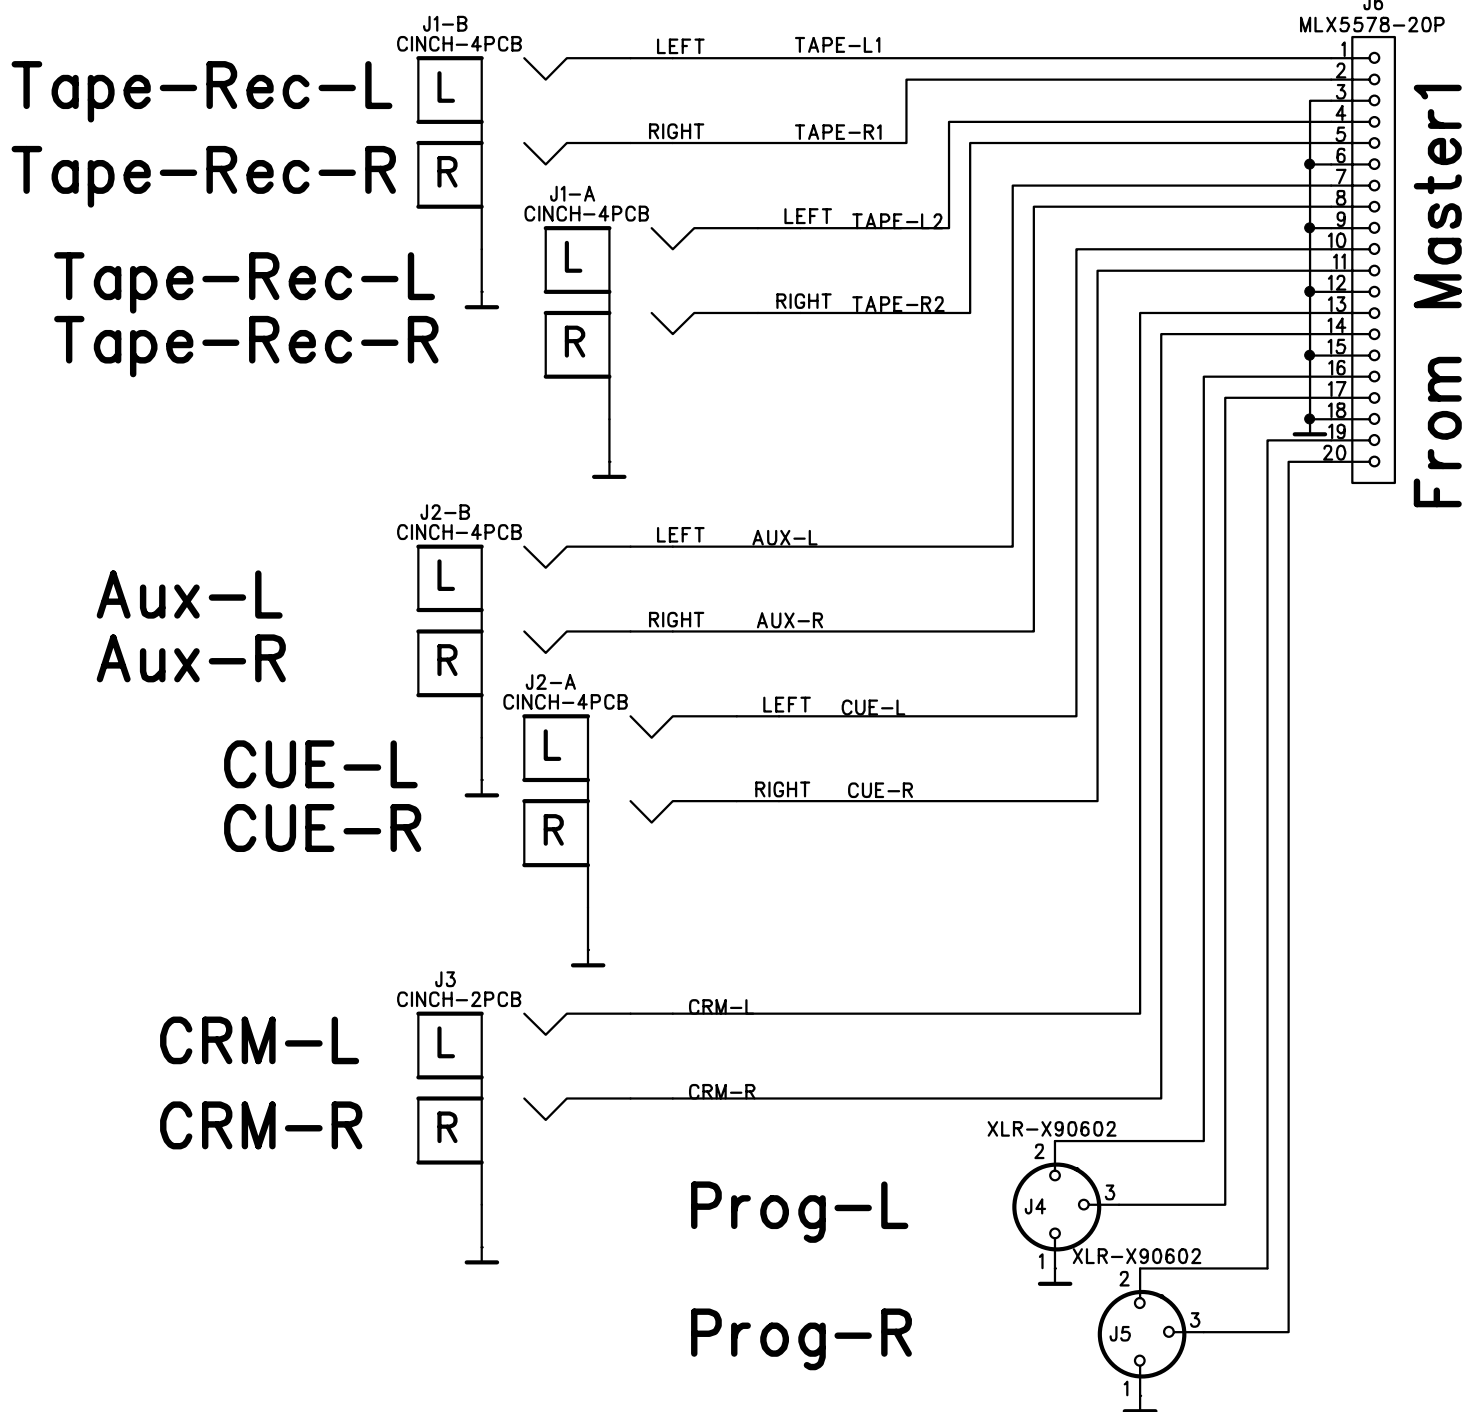 J6
MLX5578-20P
1
2
3
4
5
6
7
8
9
10
11
12
13
14
15
16
17
18
19
20
From Master1
J1-B
CINCH-4PCB
Tape-Rec-L
L
LEFT TAPE-L1
Tape-Rec-R
R
RIGHT TAPE-R1
J1-A
CINCH-4PCB
Tape-Rec-L
L
LEFT TAPE-L2
Tape-Rec-R
R
RIGHT TAPE-R2
J2-B
CINCH-4PCB
Aux-L
L
LEFT AUX-L
Aux-R
R
RIGHT AUX-R
J2-A
CINCH-4PCB
CUE-L
L
LEFT CUE-L
CUE-R
R
RIGHT CUE-R
J3
CINCH-2PCB
CRM-L
L
CRM-L
CRM-R
R
CRM-R
XLR-X90602
Prog-L
2
J4
3
1
XLR-X90602
Prog-R
2
J5
3
1